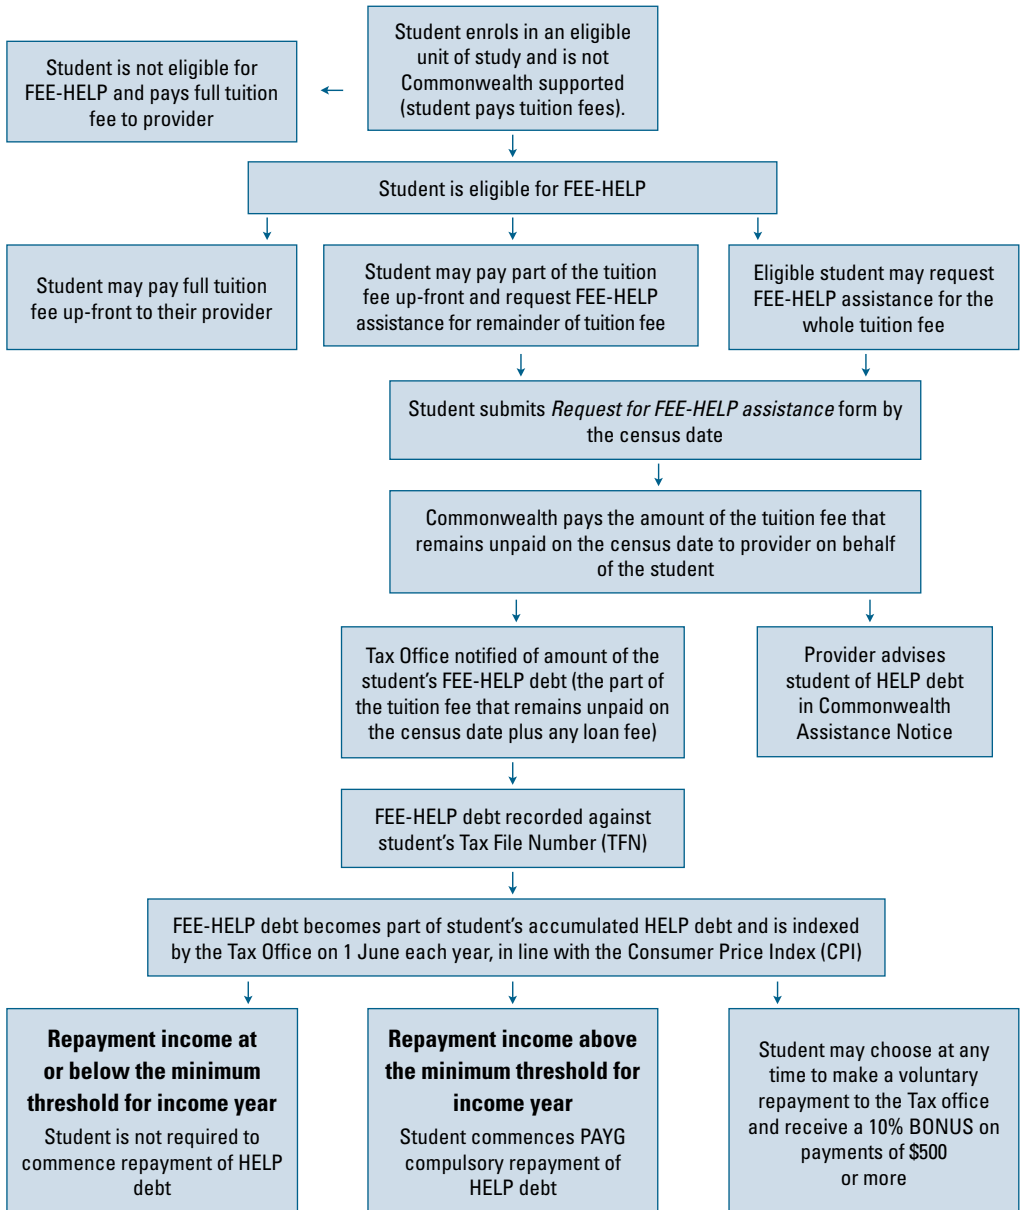 Student enrols in an eligible
unit of study and is not
Commonwealth supported
(student pays tuition fees).
Student is not eligible for
FEE-HELP and pays full tuition
fee to provider
Student is eligible for FEE-HELP
Student may pay full tuition
fee up-front to their provider
Student may pay part of the tuition
fee up-front and request FEE-HELP
assistance for remainder of tuition fee
Eligible student may request
FEE-HELP assistance for the
whole tuition fee
Student submits Request for FEE-HELP assistance form by
the census date
Commonwealth pays the amount of the tuition fee that
remains unpaid on the census date to provider on behalf
of the student
Tax Office notified of amount of the
student's FEE-HELP debt (the part of
the tuition fee that remains unpaid on
the census date plus any loan fee)
Provider advises
student of HELP debt
in Commonwealth
Assistance Notice
FEE-HELP debt recorded against
student's Tax File Number (TFN)
FEE-HELP debt becomes part of student's accumulated HELP debt and is indexed
by the Tax Office on 1 June each year, in line with the Consumer Price Index (CPI)
Repayment income at
or below the minimum
threshold for income year
Student is not required to
commence repayment of HELP
debt
Repayment income above
the minimum threshold for
income year
Student commences PAYG
compulsory repayment of
HELP debt
Student may choose at any
time to make a voluntary
repayment to the Tax office
and receive a 10% BONUS on
payments of $500
or more